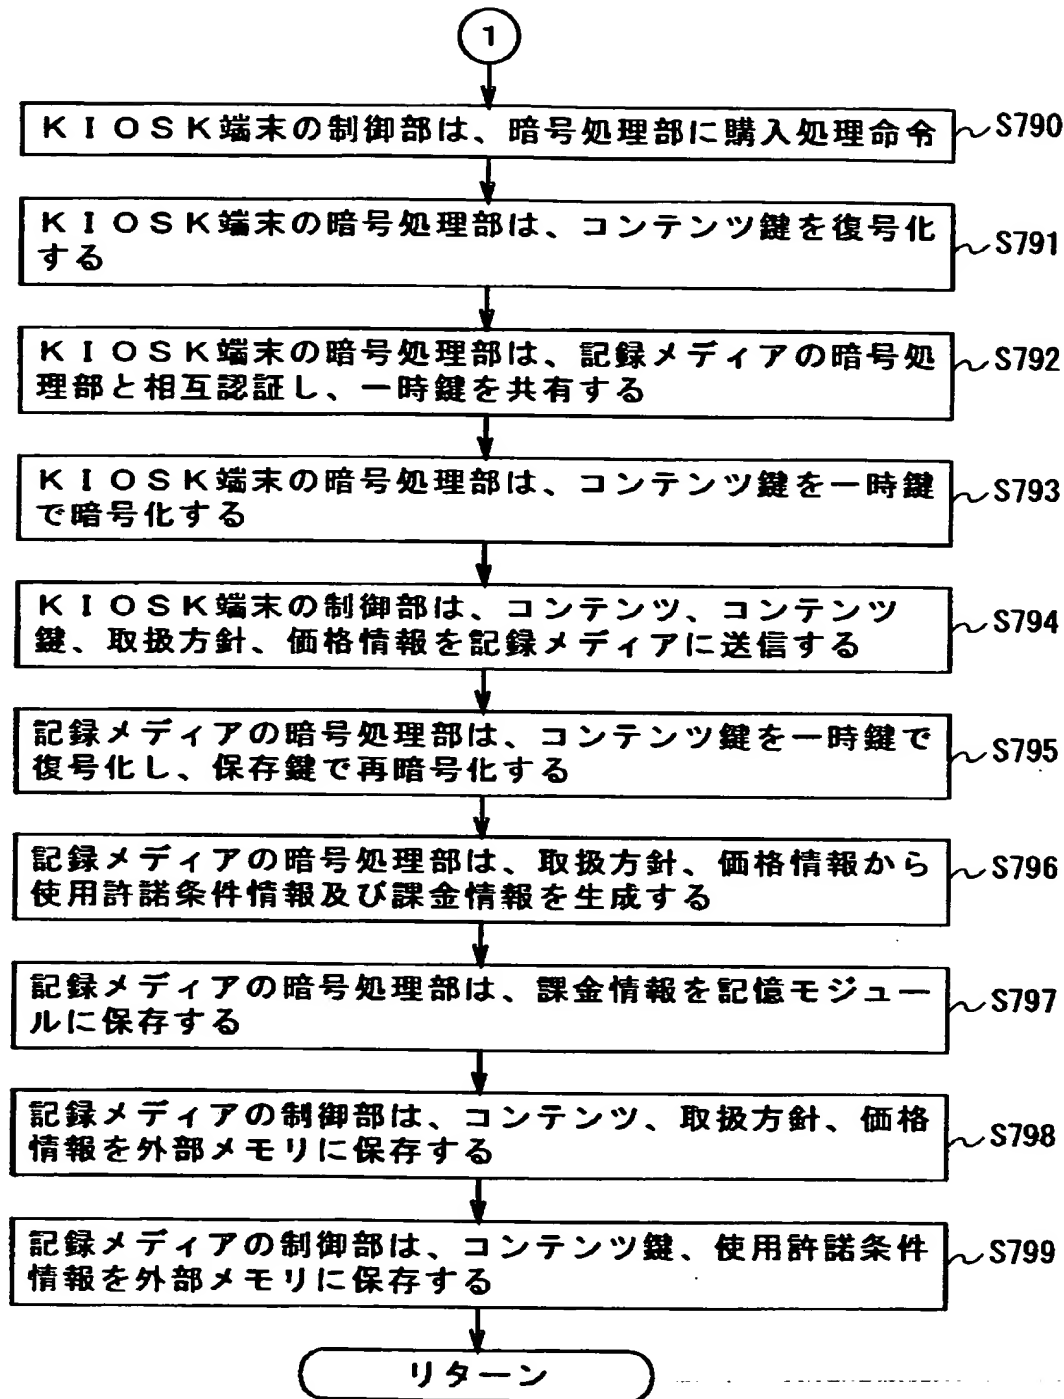 1
KIOSK端末の制御部は、暗号処理部に購入処理命令
S790
KIOSK端末の暗号処理部は、コンテンツ鍵を復号化
する
S791
KIOSK端末の暗号処理部は、記録メディアの暗号処
理部と相互認証し、一時鍵を共有する
S792
KIOSK端末の暗号処理部は、コンテンツ鍵を一時鍵
で暗号化する
S793
KIOSK端末の制御部は、コンテンツ、コンテンツ
鍵、取扱方針、価格情報を記録メディアに送信する
S794
記録メディアの暗号処理部は、コンテンツ鍵を一時鍵で
復号化し、保存鍵で再暗号化する
S795
記録メディアの暗号処理部は、取扱方針、価格情報から
使用許諾条件情報及び課金情報を生成する
S796
記録メディアの暗号処理部は、課金情報を記憶モジュー
ルに保存する
S797
記録メディアの制御部は、コンテンツ、取扱方針、価格
情報を外部メモリに保存する
S798
記録メディアの制御部は、コンテンツ鍵、使用許諾条件
情報を外部メモリに保存する
S799
リターン